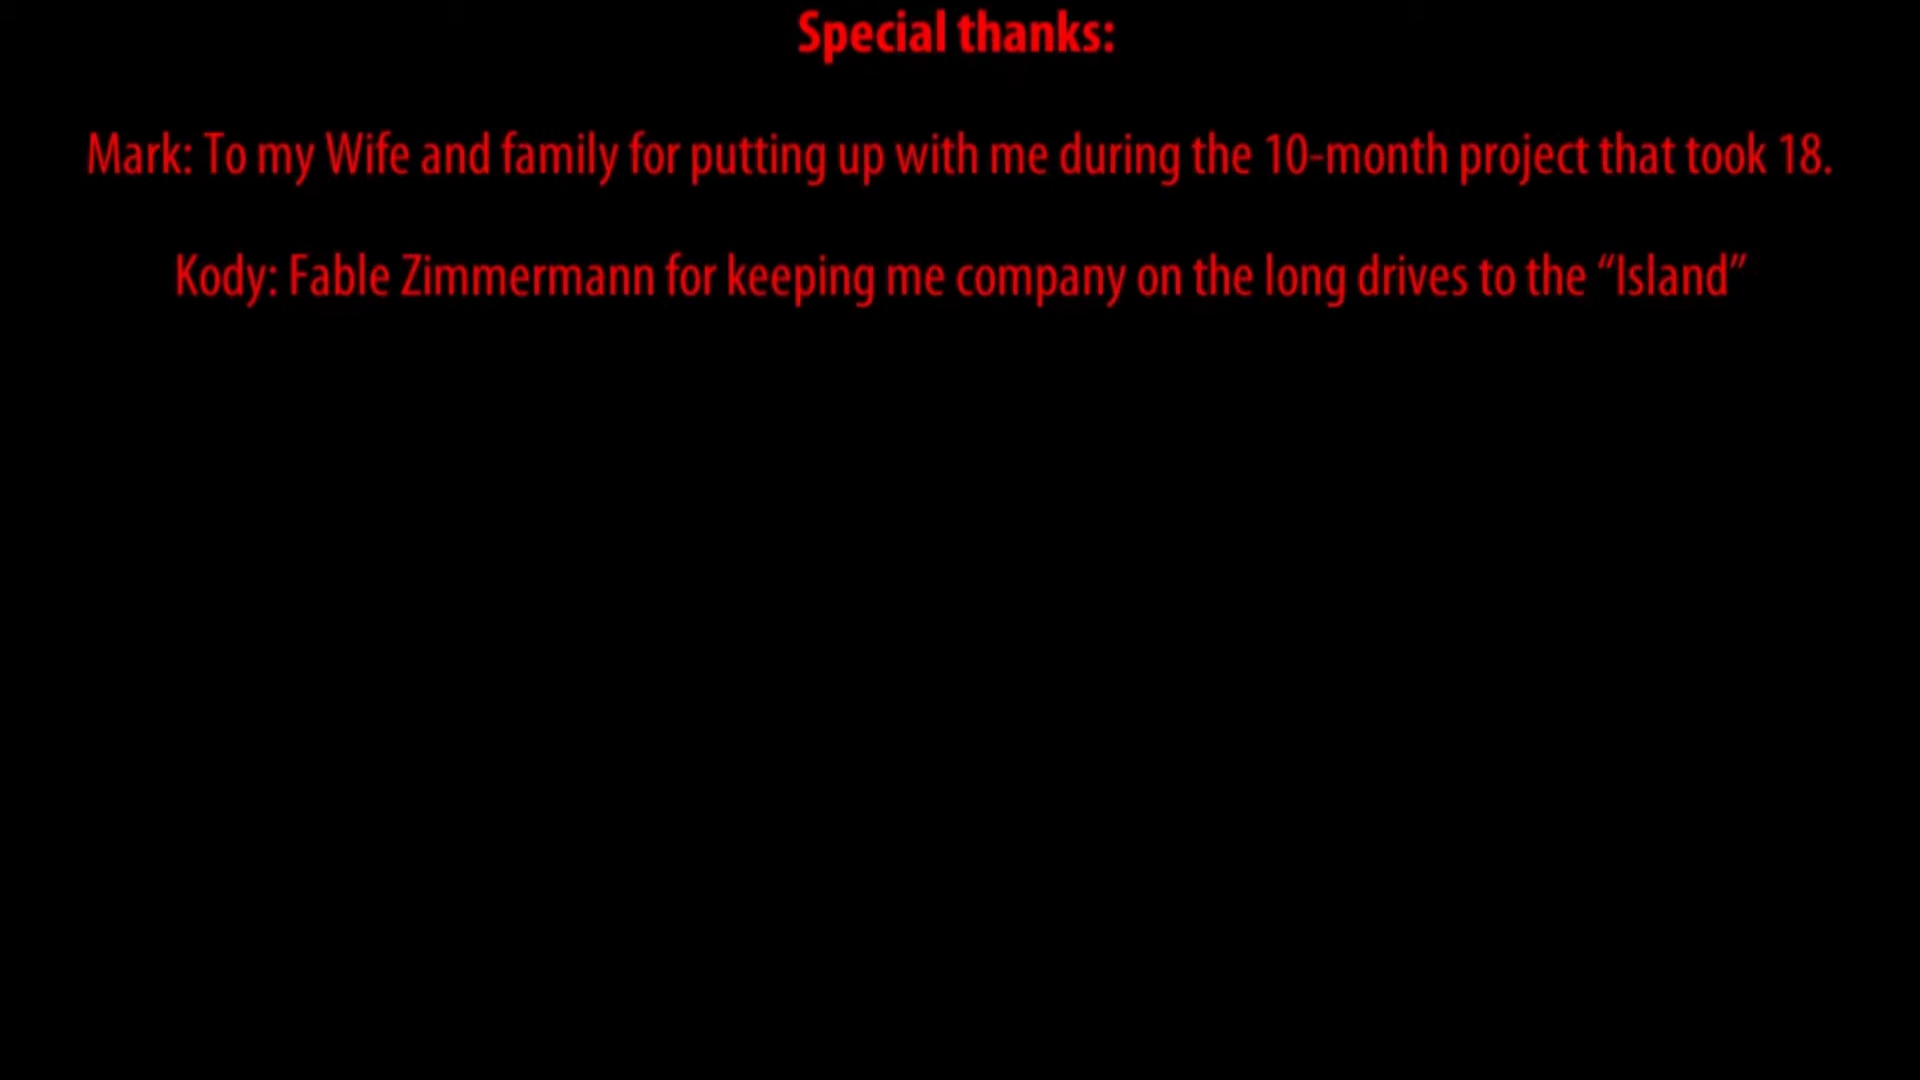 Special thanks:
Mark: To my Wife and family for putting up with me during the 10-month project that took 18.
Kody: Fable Zimmermann for keeping me company on the long drives to the “Island”